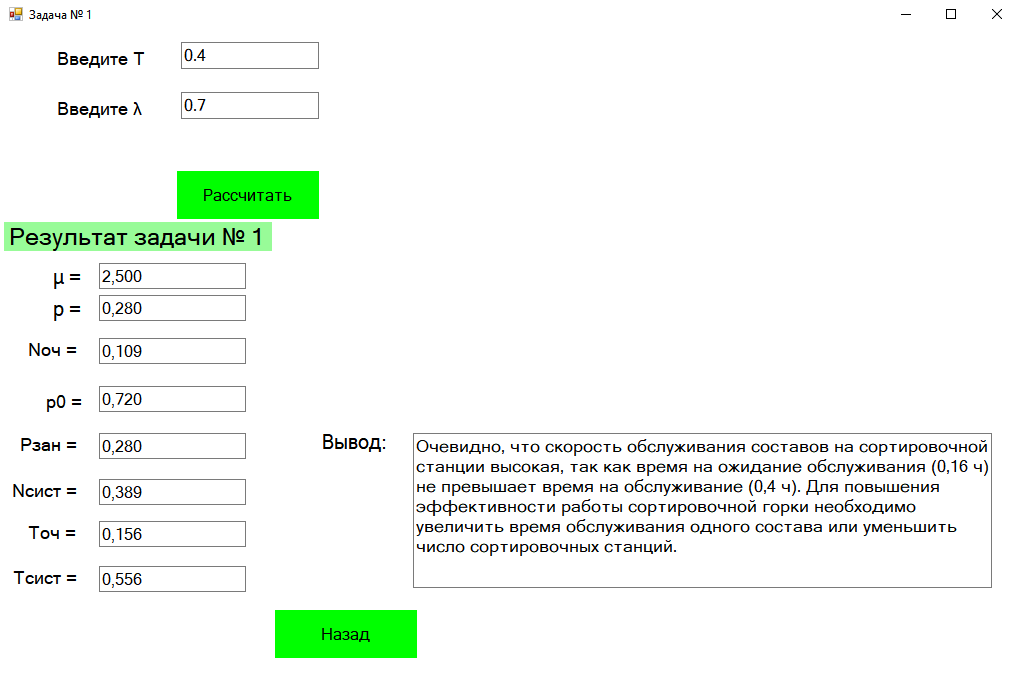 Задача № 1
Введите T
0.4
Введите λ
0.7
Рассчитать
Результат задачи № 1
μ =
2,500
p =
0,280
Nоч =
0,109
p0 =
0,720
Pзан =
0,280
Nсист =
0,389
Точ =
0,156
Тсист =
0,556
Вывод:
Очевидно, что скорость обслуживания составов на сортировочной
станции высокая, так как время на ожидание обслуживания (0,16 ч)
не превышает время на обслуживание (0,4 ч). Для повышения
эффективности работы сортировочной горки необходимо
увеличить время обслуживания одного состава или уменьшить
число сортировочных станций.
Назад